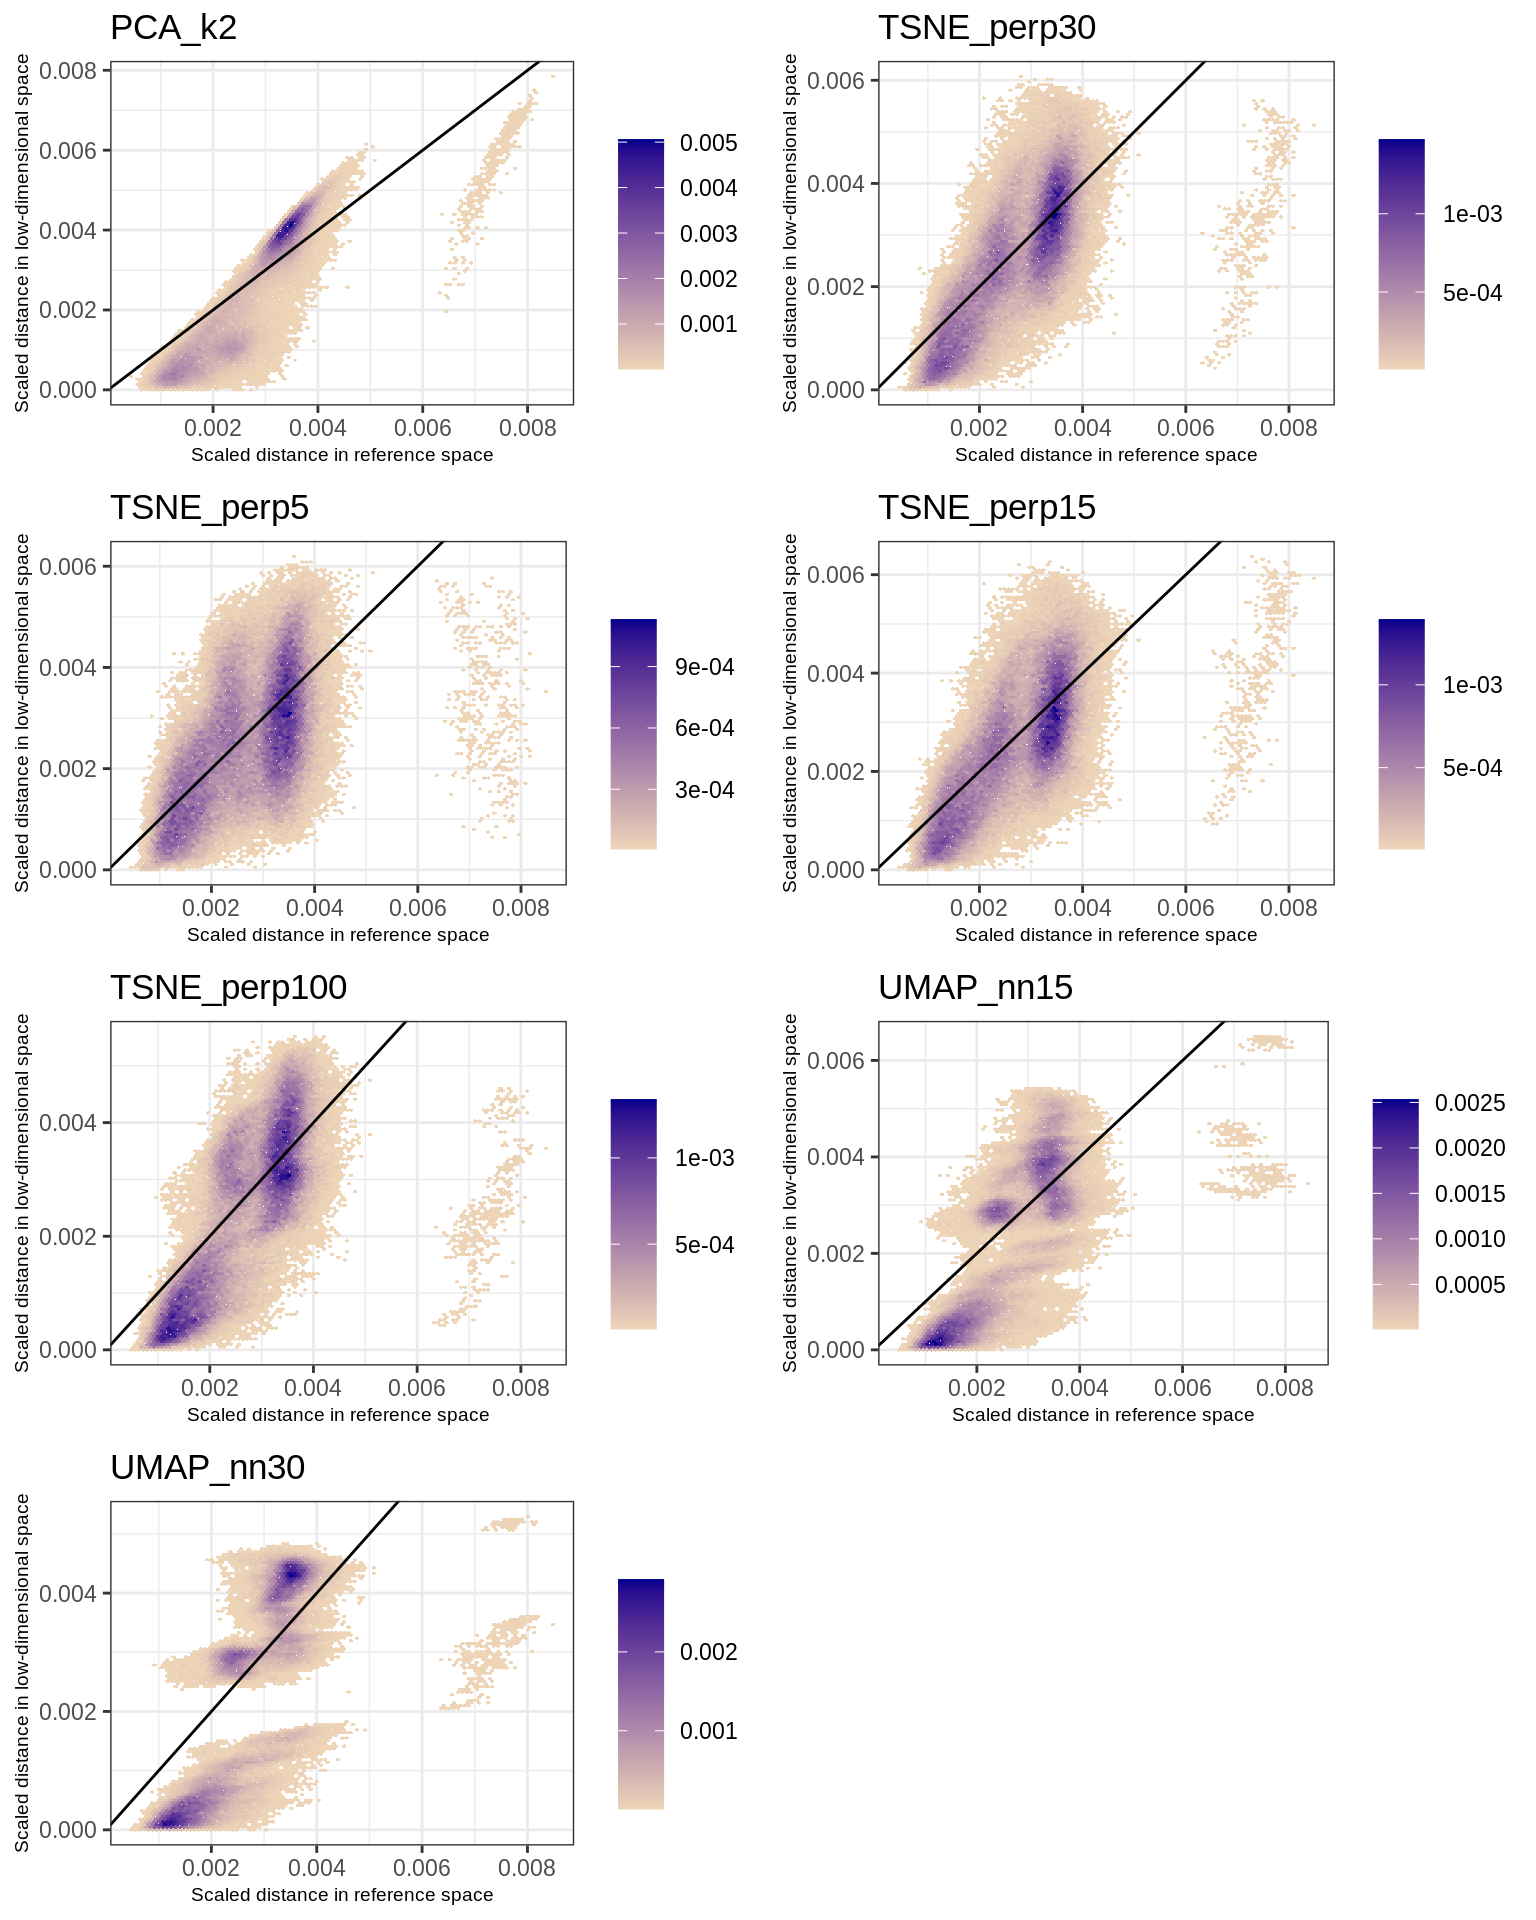 PCA_k2
Scaled distance in low-dimensional space
0.008
0.006
0.004
0.002
0.000
0.002 0.004 0.006 0.008
Scaled distance in reference space
0.005
0.004
0.003
0.002
0.001
TSNE_perp30
Scaled distance in low-dimensional space
0.006
0.004
0.002
0.000
0.002 0.004 0.006 0.008
Scaled distance in reference space
1e-03
5e-04
TSNE_perp5
Scaled distance in low-dimensional space
0.006
0.004
0.002
0.000
0.002 0.004 0.006 0.008
Scaled distance in reference space
9e-04
6e-04
3e-04
TSNE_perp15
Scaled distance in low-dimensional space
0.006
0.004
0.002
0.000
0.002 0.004 0.006 0.008
Scaled distance in reference space
1e-03
5e-04
TSNE_perp100
Scaled distance in low-dimensional space
0.004
0.002
0.000
0.002 0.004 0.006 0.008
Scaled distance in reference space
1e-03
5e-04
UMAP_nn15
Scaled distance in low-dimensional space
0.006
0.004
0.002
0.000
0.002 0.004 0.006 0.008
Scaled distance in reference space
0.0025
0.0020
0.0015
0.0010
0.0005
UMAP_nn30
Scaled distance in low-dimensional space
0.004
0.002
0.000
0.002 0.004 0.006 0.008
Scaled distance in reference space
0.002
0.001